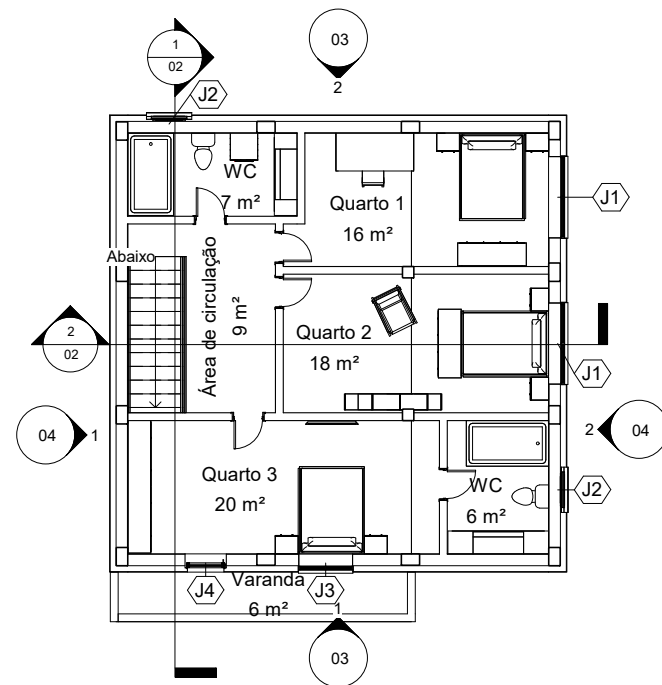 03
1
02
2
J2
WC
7 m²
Quarto 1
16 m²
J1
Abaixo
Área de circulação
9 m²
2
02
Quarto 2
18 m²
J1
04
1
2
04
Quarto 3
20 m²
WC
6 m²
J2
Varanda
6 m²
J4
J3
1
03